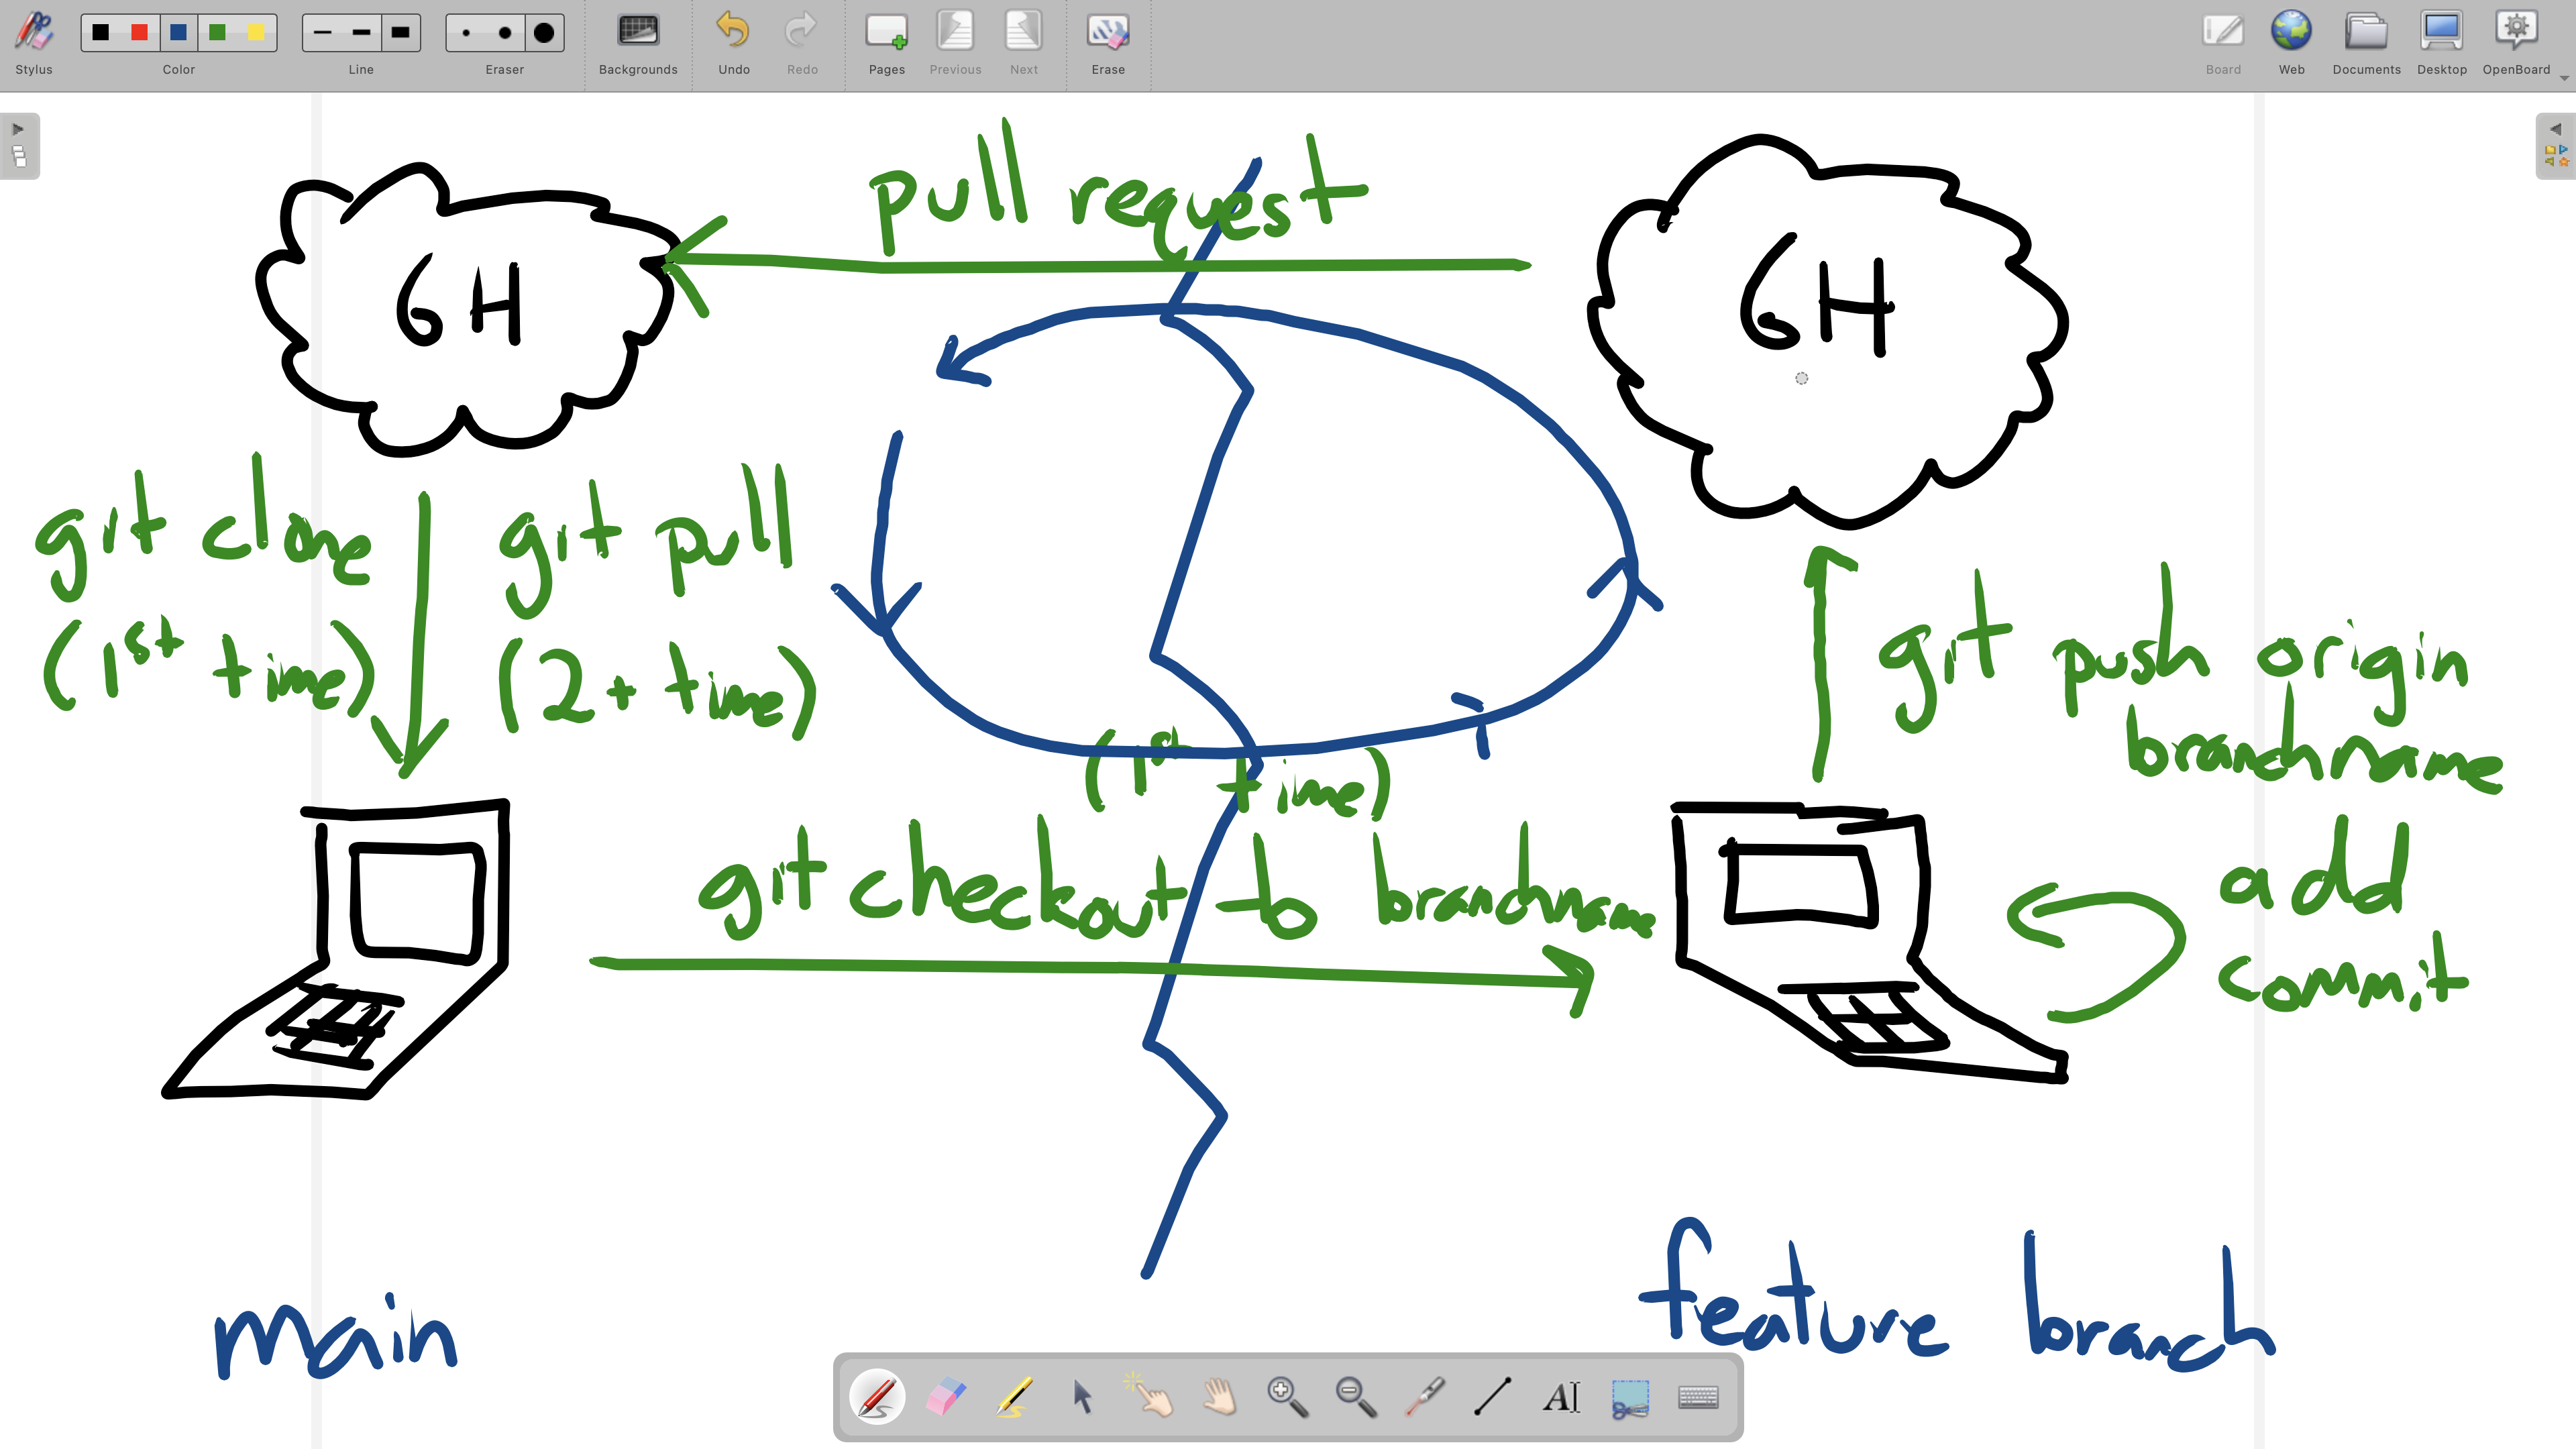 Stylus
Color
Line
Eraser
Backgrounds
Undo
Redo
Pages
Previous
Next
Erase
Board
Web
Documents
Desktop
OpenBoard
pull request
GH
GH
git clone
(1st time)
git pull
(2+ time)
git push origin
branchname
(1st time)
git checkout -b branchname
add
commit
main
feature branch
AI